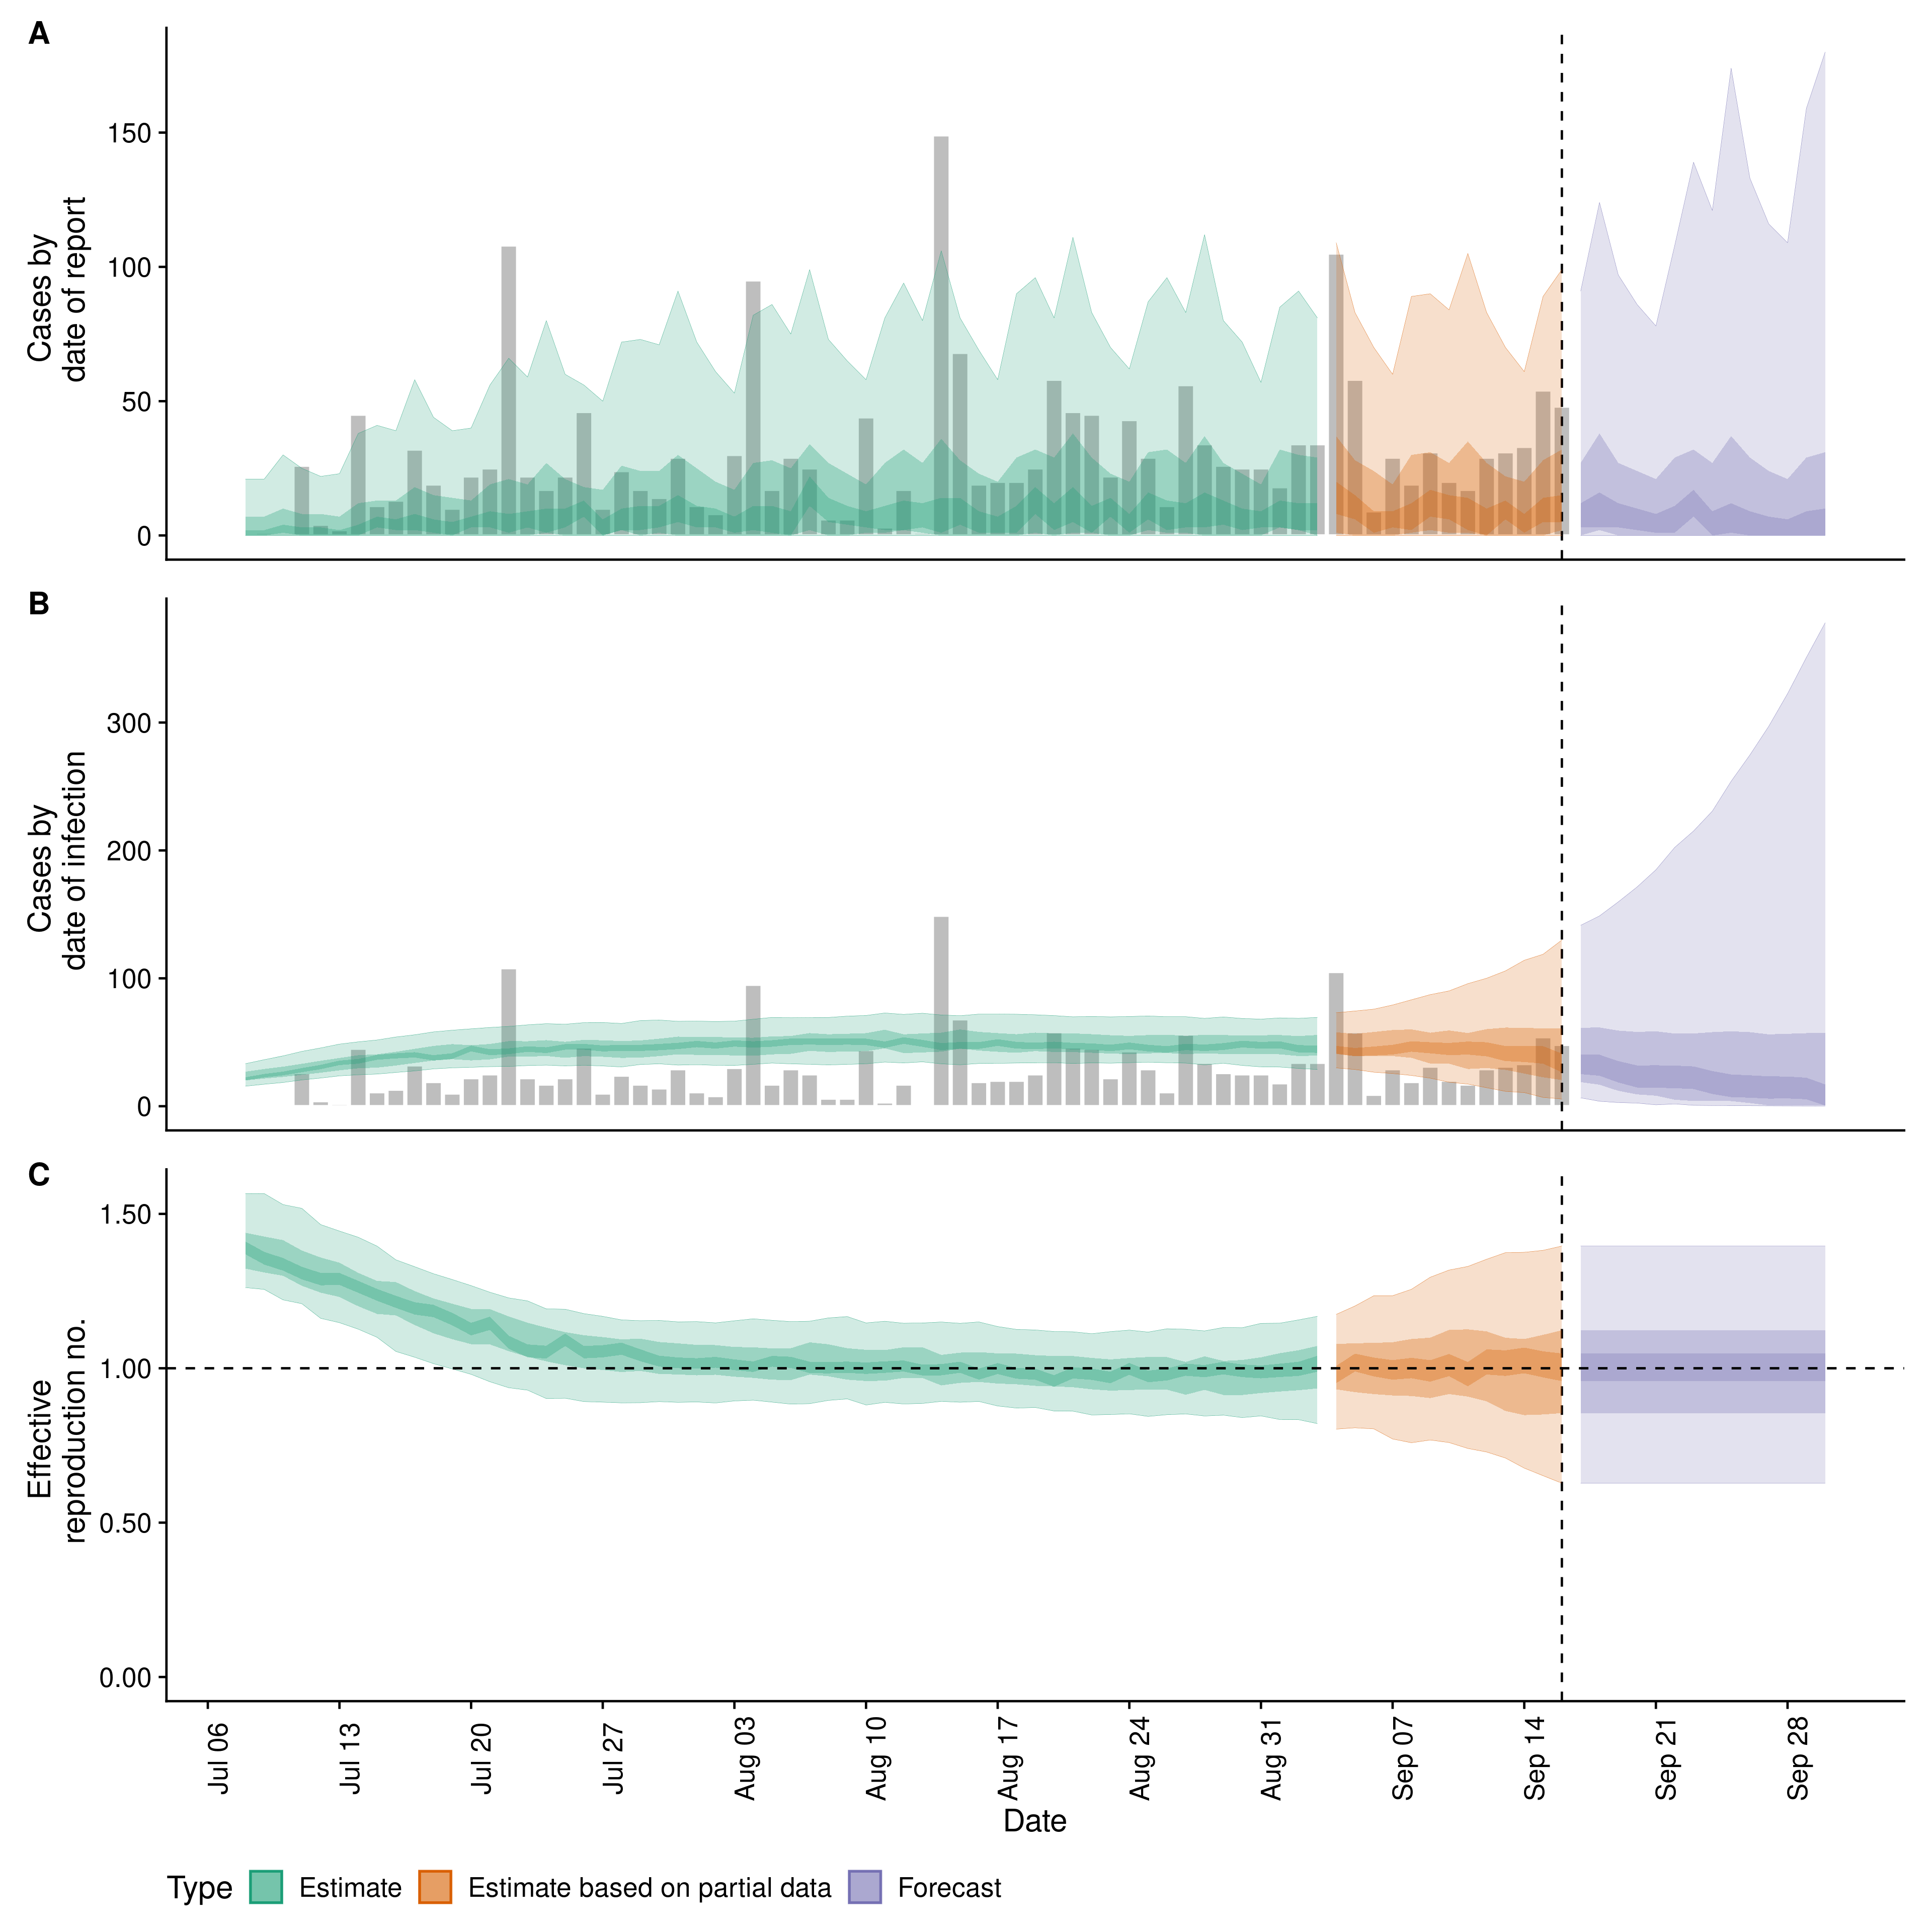 A
Cases by
date of report
150
100
50
0
B
Cases by
date of infection
300
200
100
0
C
Effective
reproduction no.
1.50
1.00
0.50
0.00
Jul 06
Jul 13
Jul 20
Jul 27
Aug 03
Aug 10
Aug 17
Aug 24
Aug 31
Sep 07
Sep 14
Sep 21
Sep 28
Date
Type Estimate Estimate based on partial data Forecast